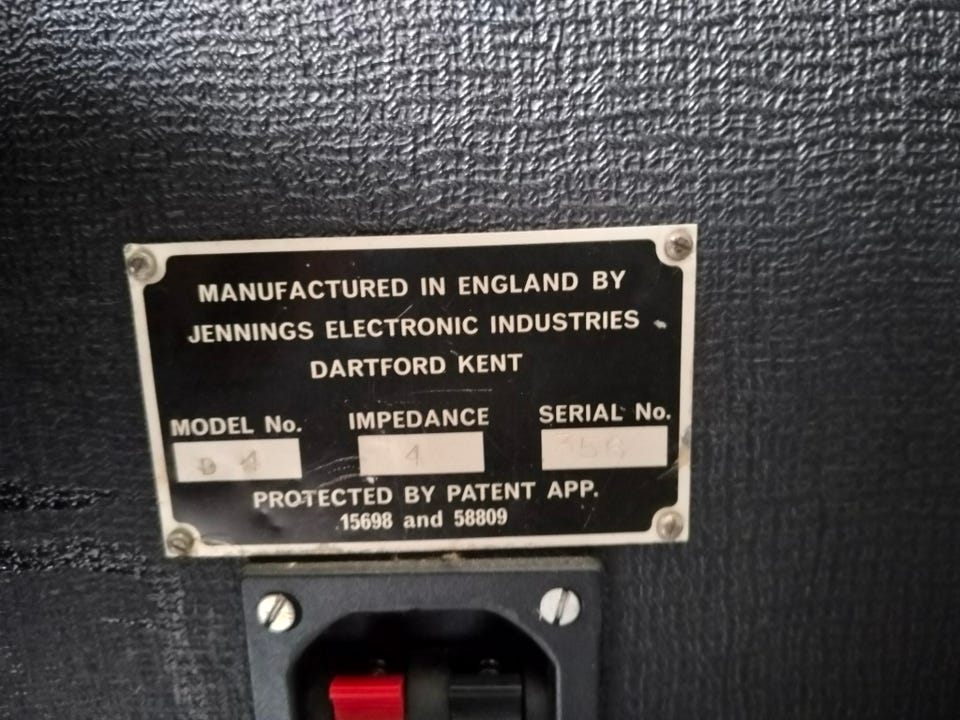 MANUFACTURED IN ENGLAND BY
JENNINGS ELECTRONIC INDUSTRIES
DARTFORD KENT
MODEL No. IMPEDANCE SERIAL No.
D 4 4
PROTECTED BY PATENT APP.
15698 and 58809